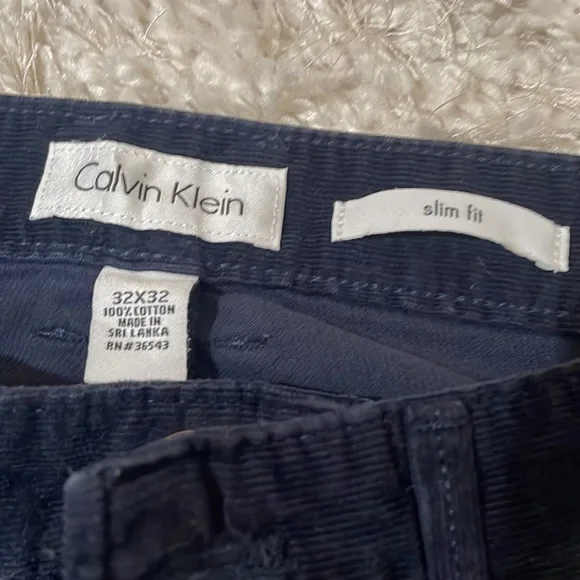 Calvin Klein
slim fit
32X32
100% COTTON
MADE IN
SRI LANKA
RN# 36543